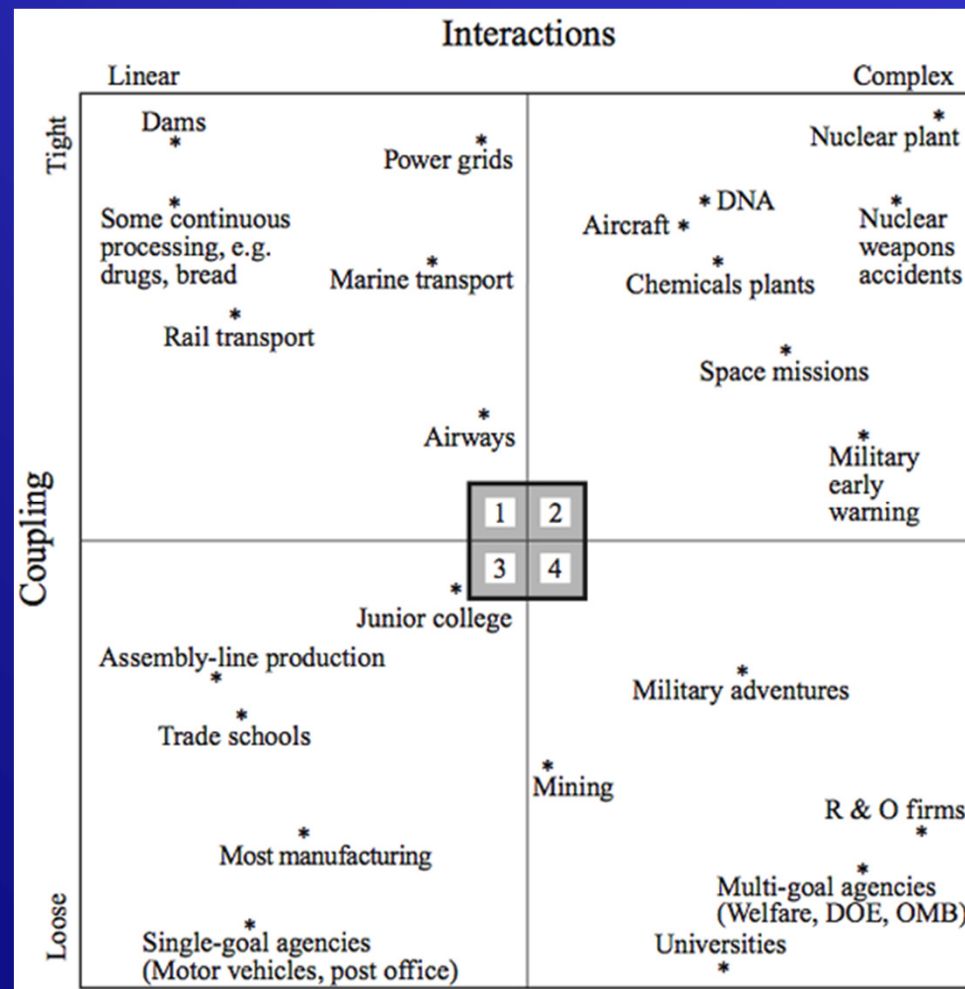 Interactions
Linear
Complex
Tight
Coupling
Loose
Dams
Power grids
Some continuous
processing, e.g.
drugs, bread
Marine transport
Rail transport
Airways
Nuclear plant
DNA
Aircraft
Nuclear
weapons
accidents
Chemicals plants
Space missions
Military
early
warning
1
2
3
4
Junior college
Assembly-line production
Trade schools
Most manufacturing
Single-goal agencies
(Motor vehicles, post office)
Military adventures
Mining
R & O firms
Multi-goal agencies
(Welfare, DOE, OMB)
Universities